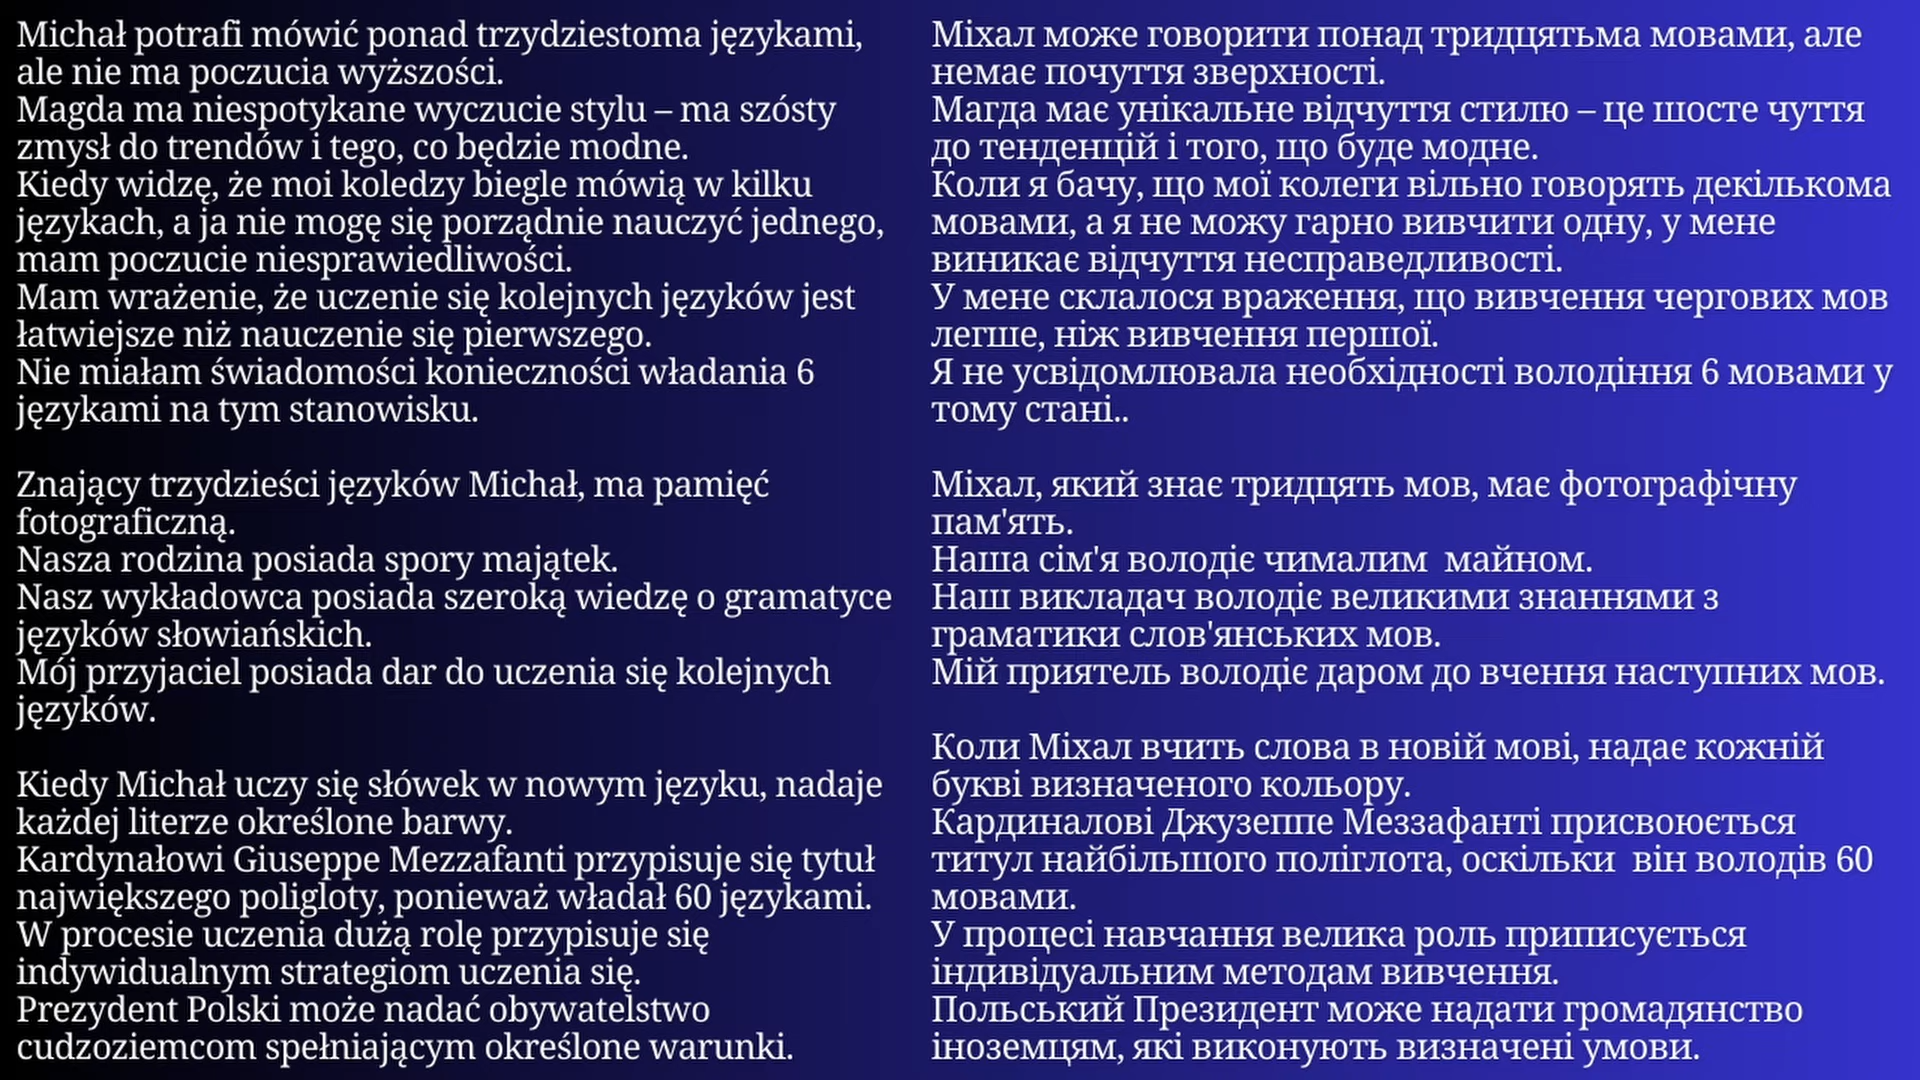 Michał potrafi mówić ponad trzydziestoma językami,
ale nie ma poczucia wyższości.
Magda ma niespotykane wyczucie stylu – ma szósty
zmysł do trendów i tego, co będzie modne.
Kiedy widzę, że moi koledzy biegle mówią w kilku
językach, a ja nie mogę się porządnie nauczyć jednego,
mam poczucie niesprawiedliwości.
Mam wrażenie, że uczenie się kolejnych języków jest
łatwiejsze niż nauczenie się pierwszego.
Nie miałam świadomości konieczności władania 6
językami na tym stanowisku.
Znający trzydzieści języków Michał, ma pamięć
fotograficzną.
Nasza rodzina posiada spory majątek.
Nasz wykładowca posiada szeroką wiedzę o gramatyce
języków słowiańskich.
Mój przyjaciel posiada dar do uczenia się kolejnych
języków.
Kiedy Michał uczy się słówek w nowym języku, nadaje
każdej literze określone barwy.
Kardynałowi Giuseppe Mezzafanti przypisuje się tytuł
największego poligloty, ponieważ władał 60 językami.
W procesie uczenia dużą rolę przypisuje się
indywidualnym strategiom uczenia się.
Prezydent Polski może nadać obywatelstwo
cudzoziemcom spełniającym określone warunki.
Міхал може говорити понад тридцятьма мовами, але
немає почуття зверхності.
Магда має унікальне відчуття стилю – це шосте чуття
до тенденцій і того, що буде модне.
Коли я бачу, що мої колеги вільно говорять декількома
мовами, а я не можу гарно вивчити одну, у мене
виникає відчуття несправедливості.
У мене склалося враження, що вивчення чергових мов
легше, ніж вивчення першої.
Я не усвідомлювала необхідності володіння 6 мовами у
тому стані..
Міхал, який знає тридцять мов, має фотографічну
пам'ять.
Наша сім'я володіє чималим  майном.
Наш викладач володіє великими знаннями з
граматики слов'янських мов.
Мій приятель володіє даром до вчення наступних мов.
Коли Міхал вчить слова в новій мові, надає кожній
букві визначеного кольору.
Кардиналові Джузеппе Меззафанті присвоюється
титул найбільшого поліглота, оскільки  він володів 60
мовами.
У процесі навчання велика роль приписується
індивідуальним методам вивчення.
Польський Президент може надати громадянство
іноземцям, які виконують визначені умови.